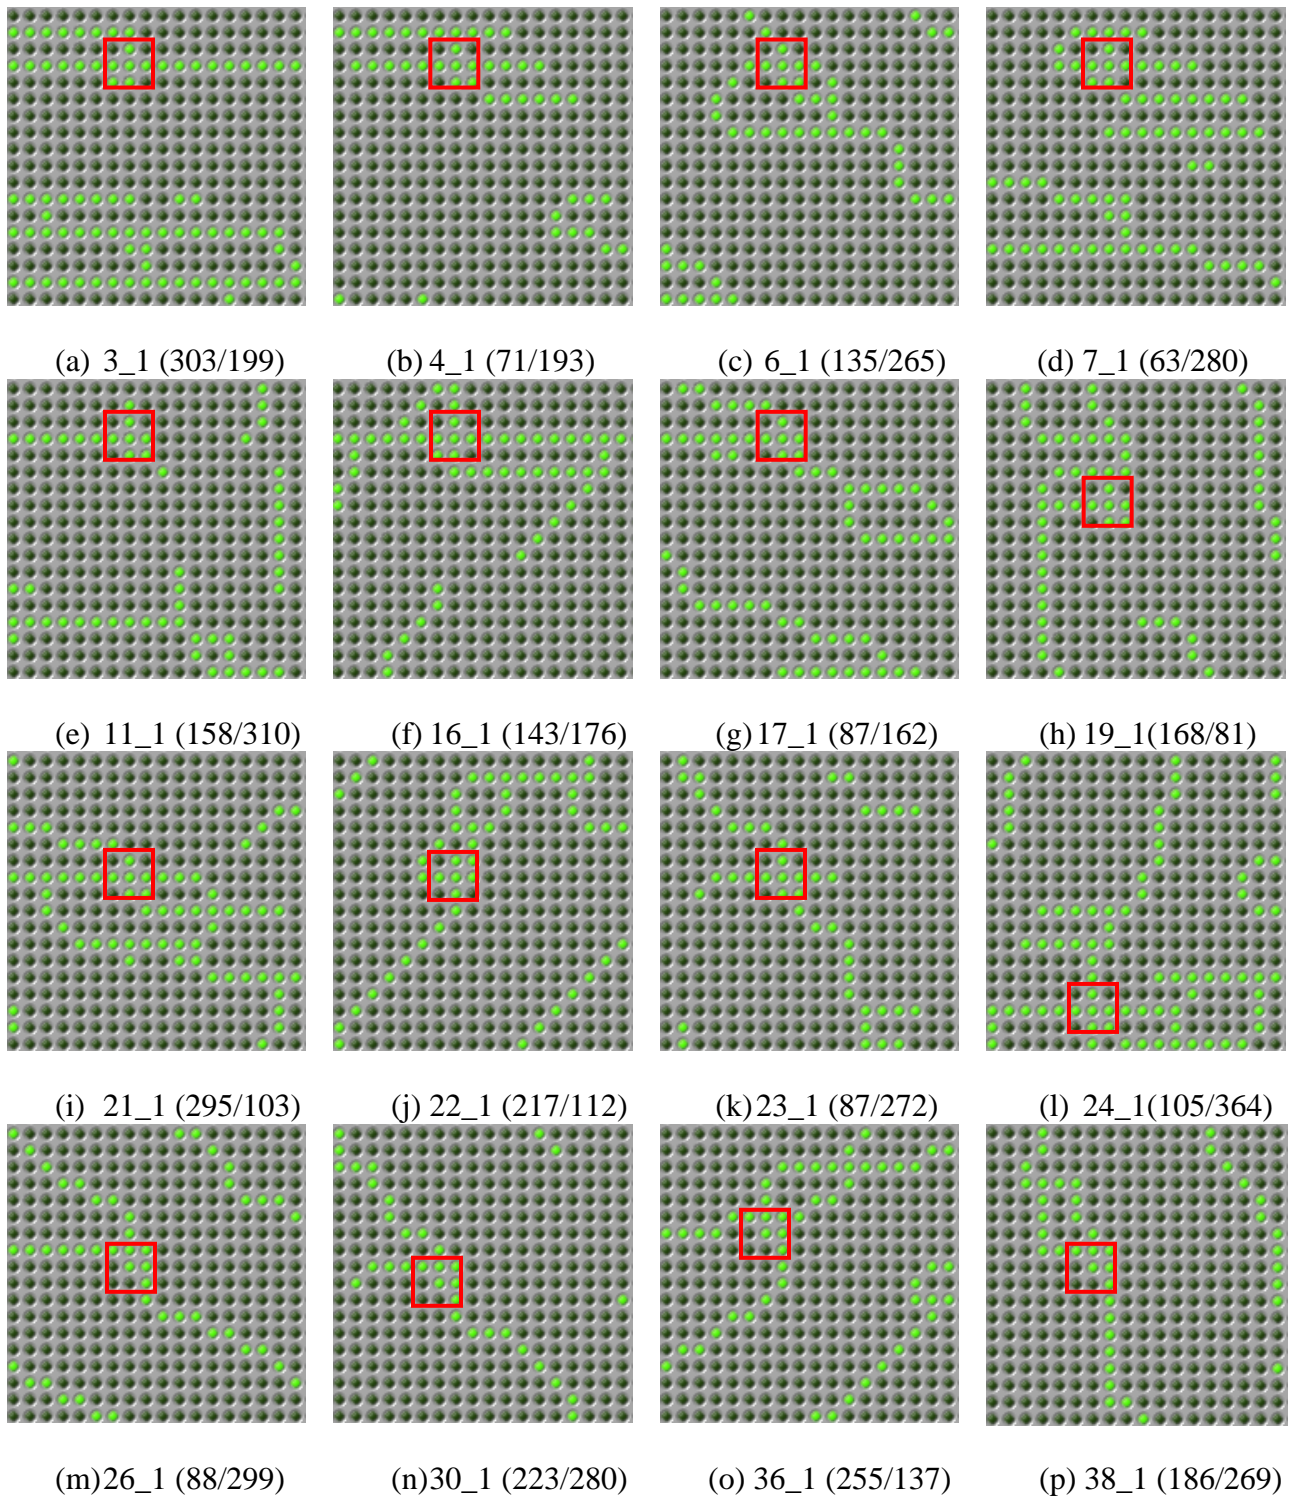 (a) 3_1 (303/199) (b) 4_1 (71/193) (c) 6_1 (135/265) (d) 7_1 (63/280)
(e) 11_1 (158/310) (f) 16_1 (143/176) (g) 17_1 (87/162) (h) 19_1(168/81)
(i) 21_1 (295/103) (j) 22_1 (217/112) (k) 23_1 (87/272) (l) 24_1(105/364)
(m) 26_1 (88/299) (n) 30_1 (223/280) (o) 36_1 (255/137) (p) 38_1 (186/269)